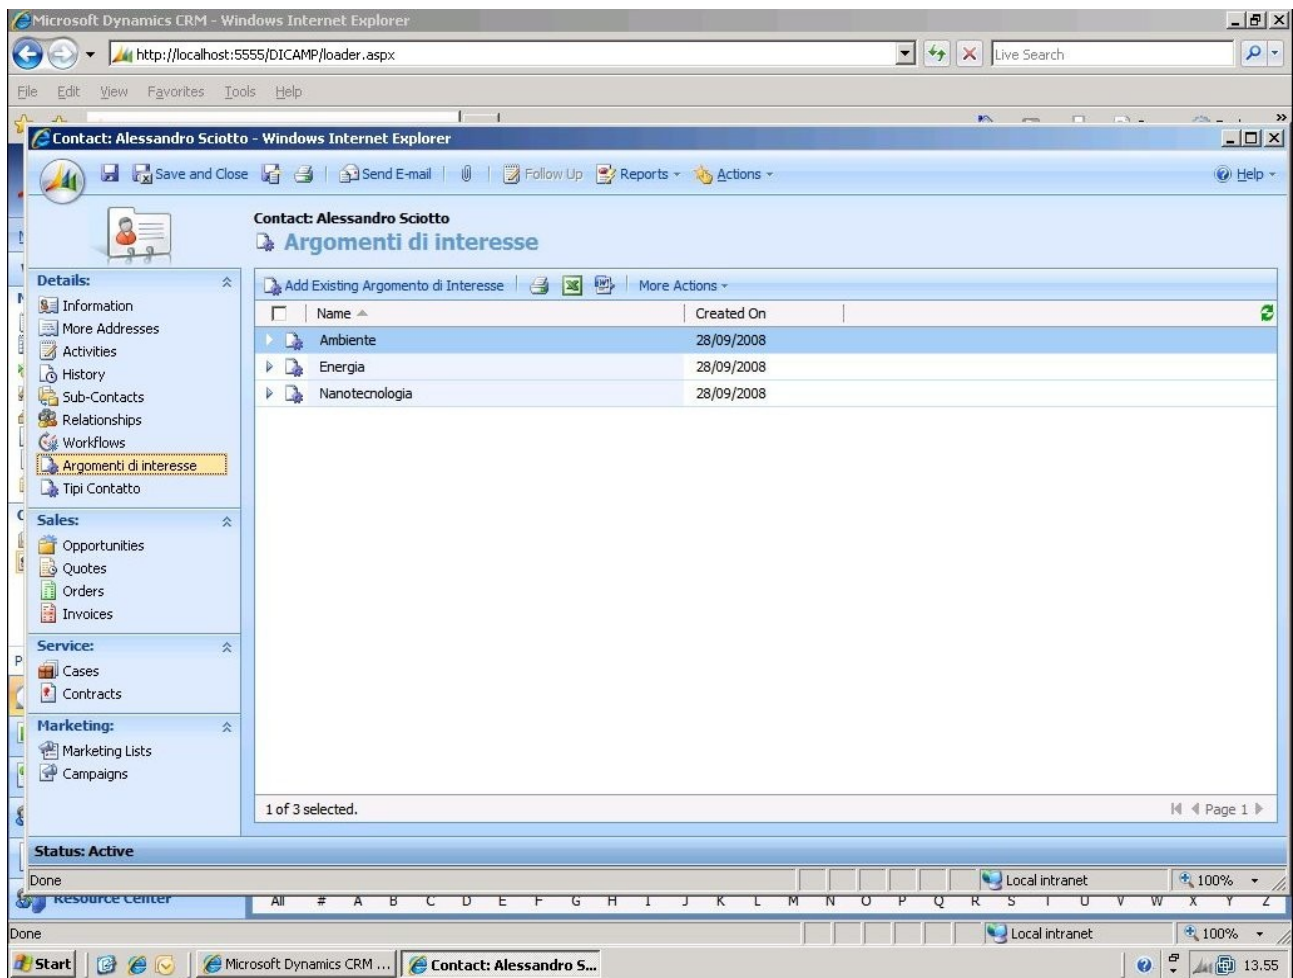 Microsoft Dynamics CRM - Windows Internet Explorer
http://localhost:5555/DICAMP/loader.aspx
Live Search
File Edit View Favorites Tools Help
Contact: Alessandro Sciotto - Windows Internet Explorer
Save and Close Send E-mail Follow Up Reports Actions Help
Contact: Alessandro Sciotto
Argomenti di interesse
Details:
Information
More Addresses
Activities
History
Sub-Contacts
Relationships
Workflows
Argomenti di interesse
Tipi Contatto
Sales:
Opportunities
Quotes
Orders
Invoices
Service:
Cases
Contracts
Marketing:
Marketing Lists
Campaigns
Add Existing Argomento di Interesse More Actions
Name Created On
Ambiente 28/09/2008
Energia 28/09/2008
Nanotecnologia 28/09/2008
1 of 3 selected. Page 1
Status: Active
Done Local intranet 100%
Resource Center All # A B C D E F G H I J K L M N O P Q R S T U V W X Y Z
Done Local intranet 100%
Start Microsoft Dynamics CRM ... Contact: Alessandro S... 13.55